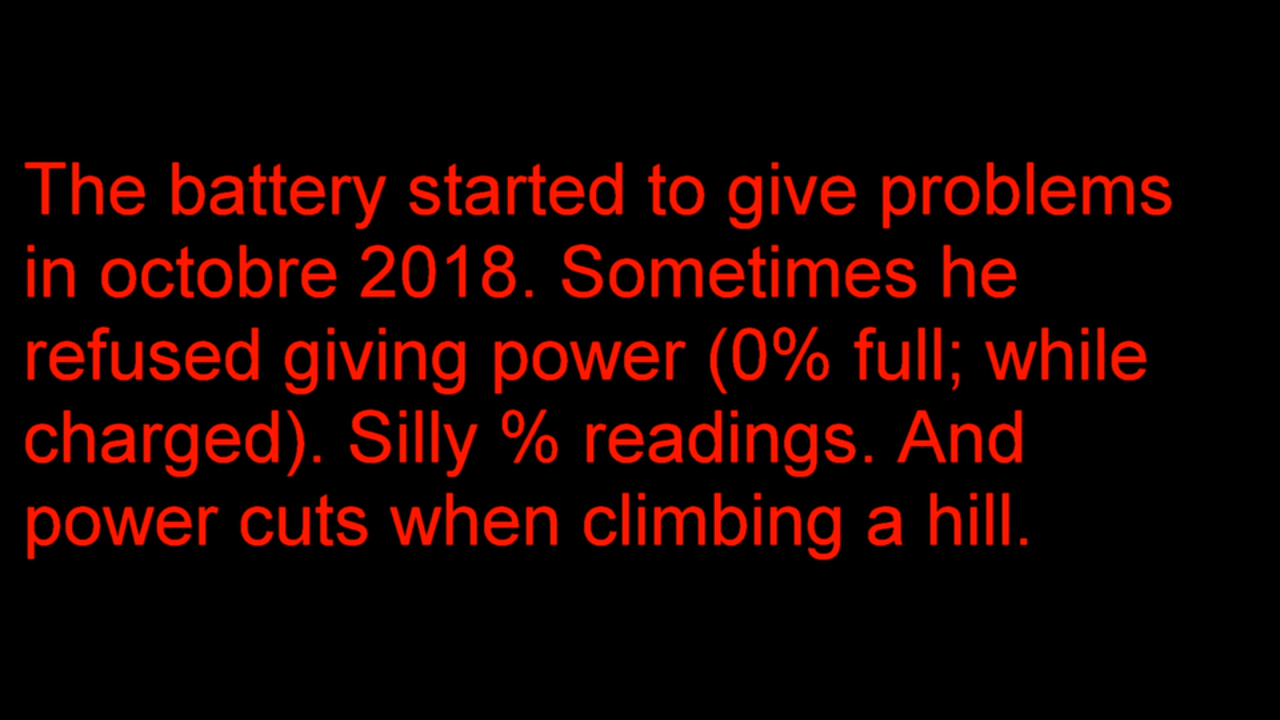 The battery started to give problems
in octobre 2018. Sometimes he
refused giving power (0% full; while
charged). Silly % readings. And
power cuts when climbing a hill.